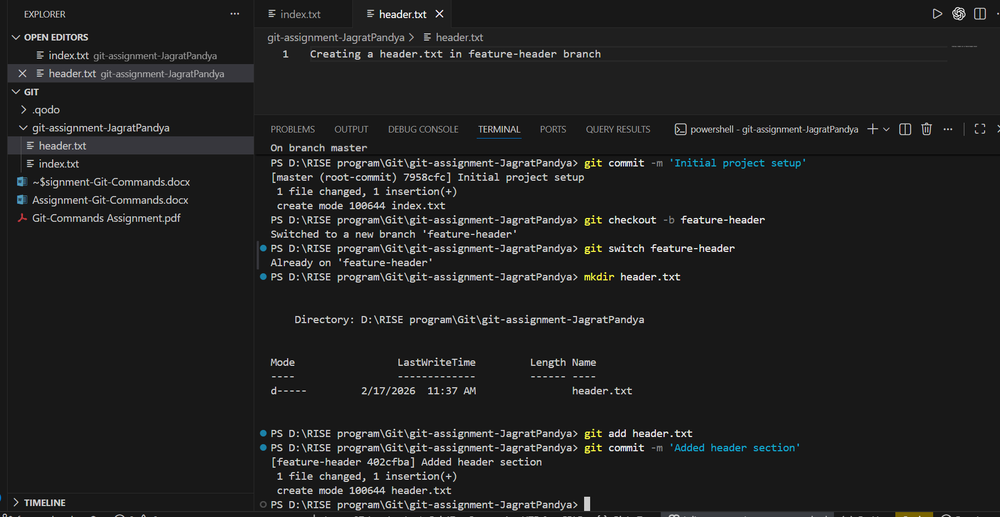 EXPLORER
OPEN EDITORS
index.txt git-assignment-JagratPandya
header.txt git-assignment-JagratPandya
GIT
.qodo
git-assignment-JagratPandya
header.txt
index.txt
~$signment-Git-Commands.docx
Assignment-Git-Commands.docx
Git-Commands Assignment.pdf
TIMELINE
index.txt
header.txt
git-assignment-JagratPandya > header.txt
1 Creating a header.txt in feature-header branch
PROBLEMS OUTPUT DEBUG CONSOLE TERMINAL PORTS QUERY RESULTS powershell - git-assignment-JagratPandya
On branch master
PS D:\RISE program\Git\git-assignment-JagratPandya> git commit -m 'Initial project setup'
[master (root-commit) 7958cfc] Initial project setup
1 file changed, 1 insertion(+)
create mode 100644 index.txt
PS D:\RISE program\Git\git-assignment-JagratPandya> git checkout -b feature-header
Switched to a new branch 'feature-header'
PS D:\RISE program\Git\git-assignment-JagratPandya> git switch feature-header
Already on 'feature-header'
PS D:\RISE program\Git\git-assignment-JagratPandya> mkdir header.txt
Directory: D:\RISE program\Git\git-assignment-JagratPandya
Mode LastWriteTime Length Name
---- ------------- ------ ----
d----- 2/17/2026 11:37 AM header.txt
PS D:\RISE program\Git\git-assignment-JagratPandya> git add header.txt
PS D:\RISE program\Git\git-assignment-JagratPandya> git commit -m 'Added header section'
[feature-header 402cfba] Added header section
1 file changed, 1 insertion(+)
create mode 100644 header.txt
PS D:\RISE program\Git\git-assignment-JagratPandya>